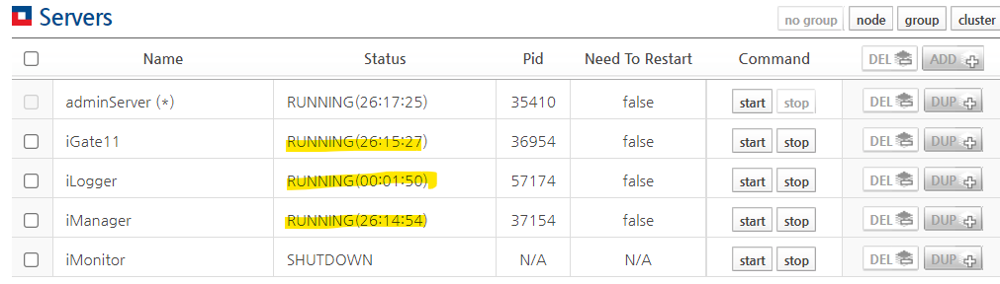 Servers
no group node group cluster
Name Status Pid Need To Restart Command DEL ADD
adminServer (*) RUNNING(26:17:25) 35410 false start stop DEL DUP
iGate11 RUNNING(26:15:27) 36954 false start stop DEL DUP
iLogger RUNNING(00:01:50) 57174 false start stop DEL DUP
iManager RUNNING(26:14:54) 37154 false start stop DEL DUP
iMonitor SHUTDOWN N/A N/A start stop DEL DUP